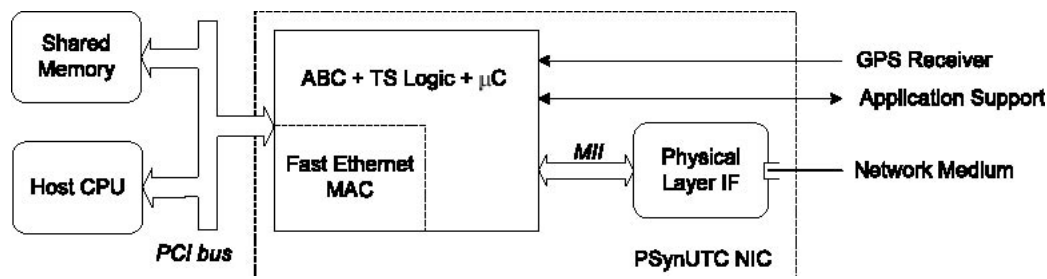 Shared
Memory
Host CPU
PCI bus
ABC + TS Logic + μC
Fast Ethernet
MAC
MII
Physical
Layer IF
PSynUTC NIC
GPS Receiver
Application Support
Network Medium